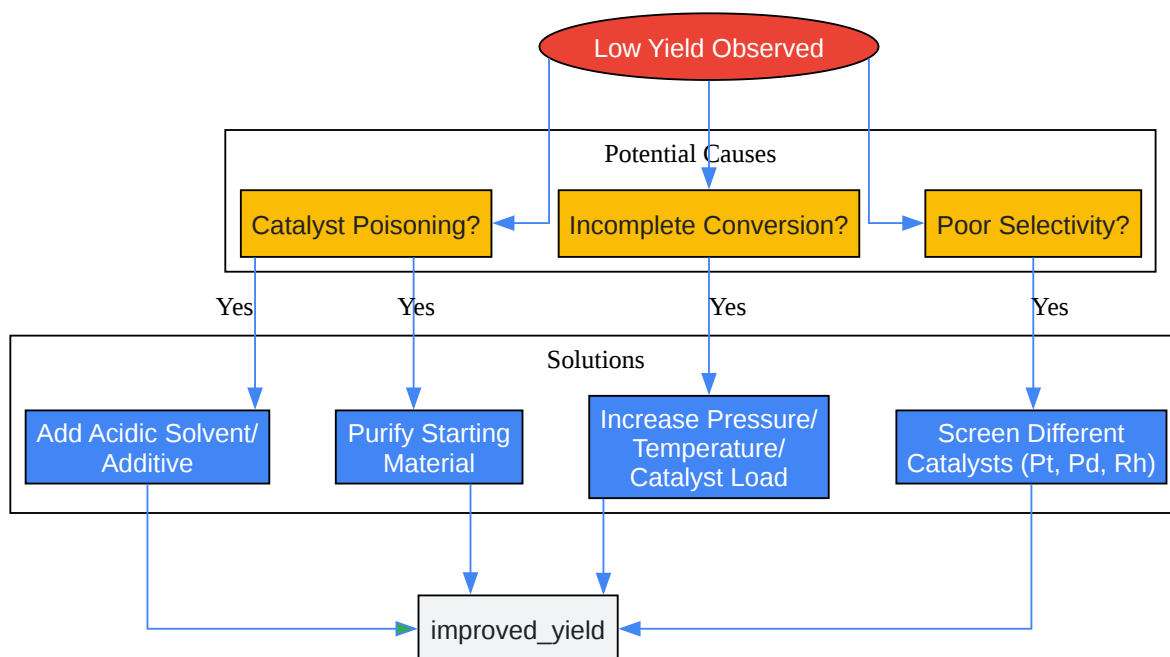 Low Yield Observed
Potential Causes
Catalyst Poisoning?
Incomplete Conversion?
Poor Selectivity?
Yes
Yes
Yes
Yes
Solutions
Add Acidic Solvent/
Additive
Purify Starting
Material
Increase Pressure/
Temperature/
Catalyst Load
Screen Different
Catalysts (Pt, Pd, Rh)
improved_yield